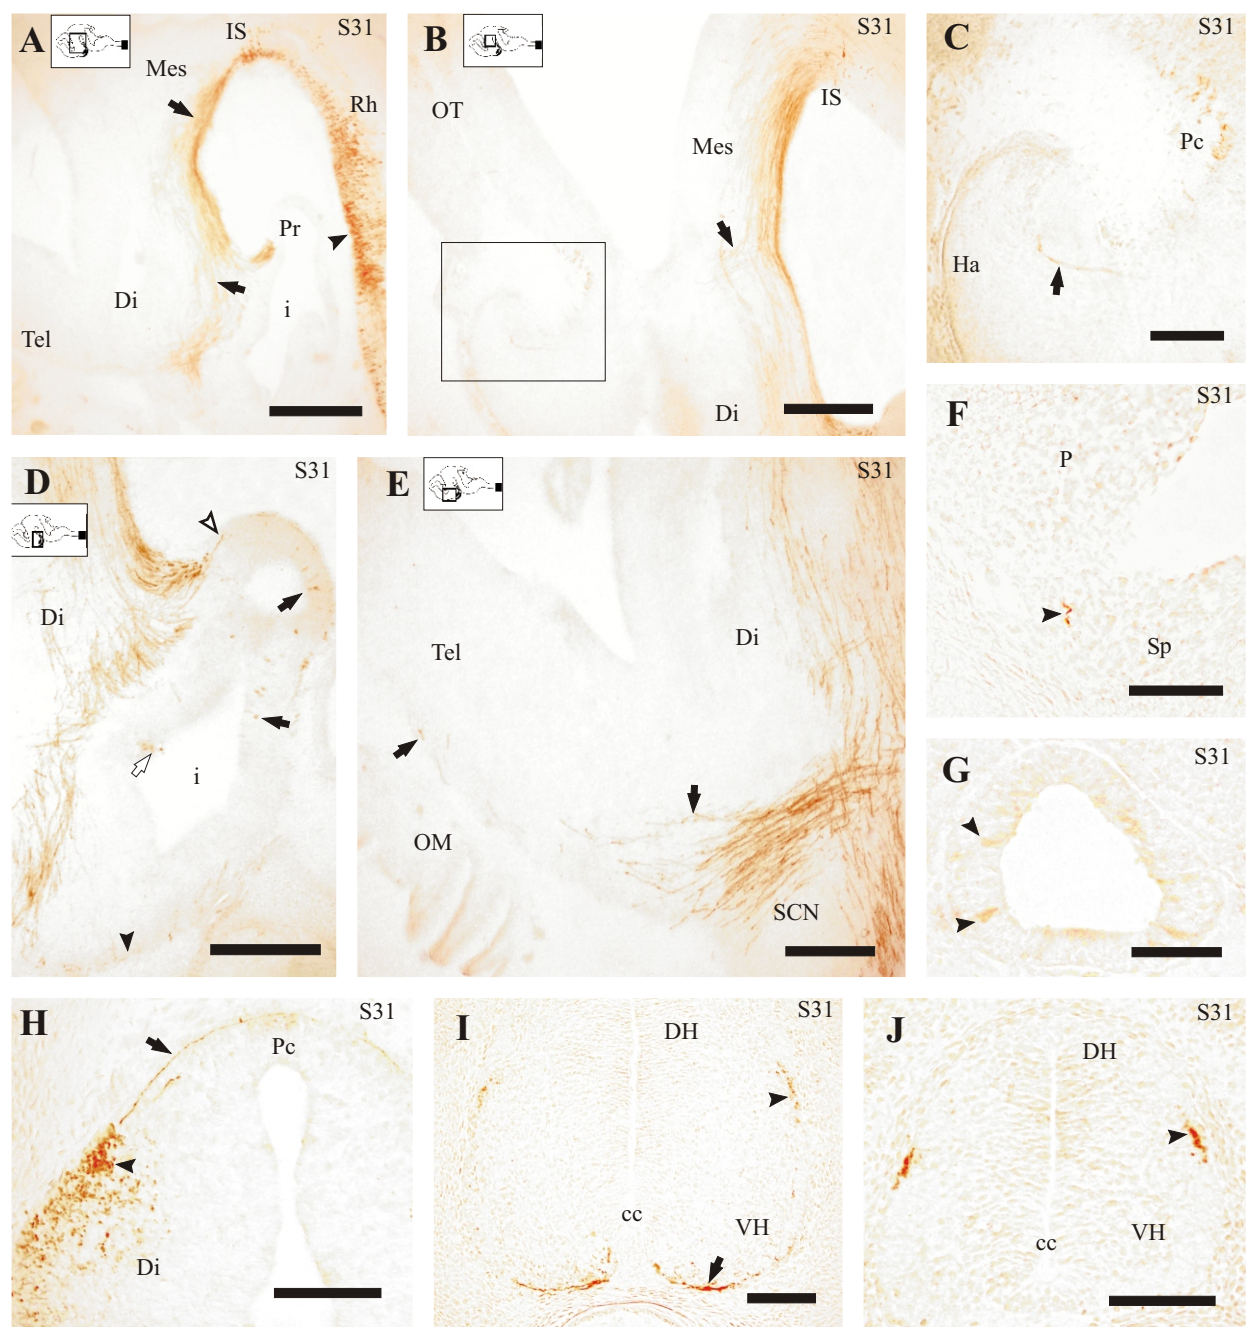 A
IS
S31
Mes
Rh
Pr
Di
i
Tel
B
S31
OT
IS
Mes
Di
C
S31
Pc
Ha
D
S31
Di
i
E
S31
Tel
Di
OM
SCN
F
S31
P
Sp
G
S31
H
S31
Pc
Di
I
S31
DH
cc
VH
J
S31
DH
VH
cc